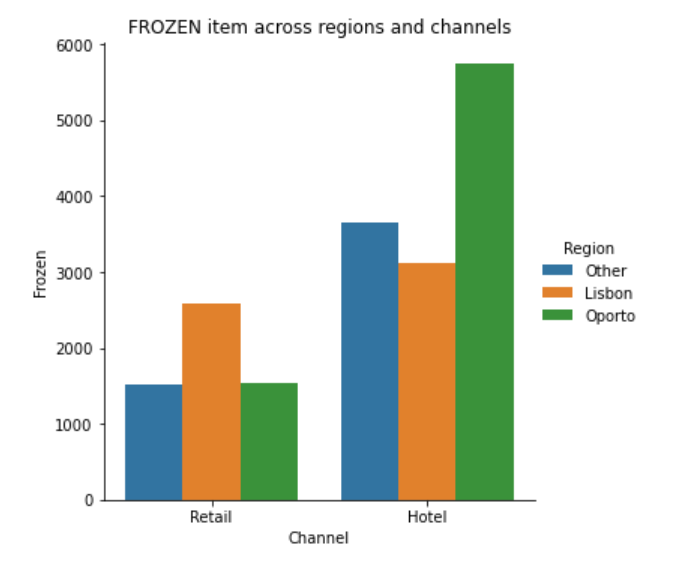 FROZEN item across regions and channels
6000
5000
4000
3000
2000
1000
0
Frozen
Retail
Hotel
Channel
Region
Other
Lisbon
Oporto